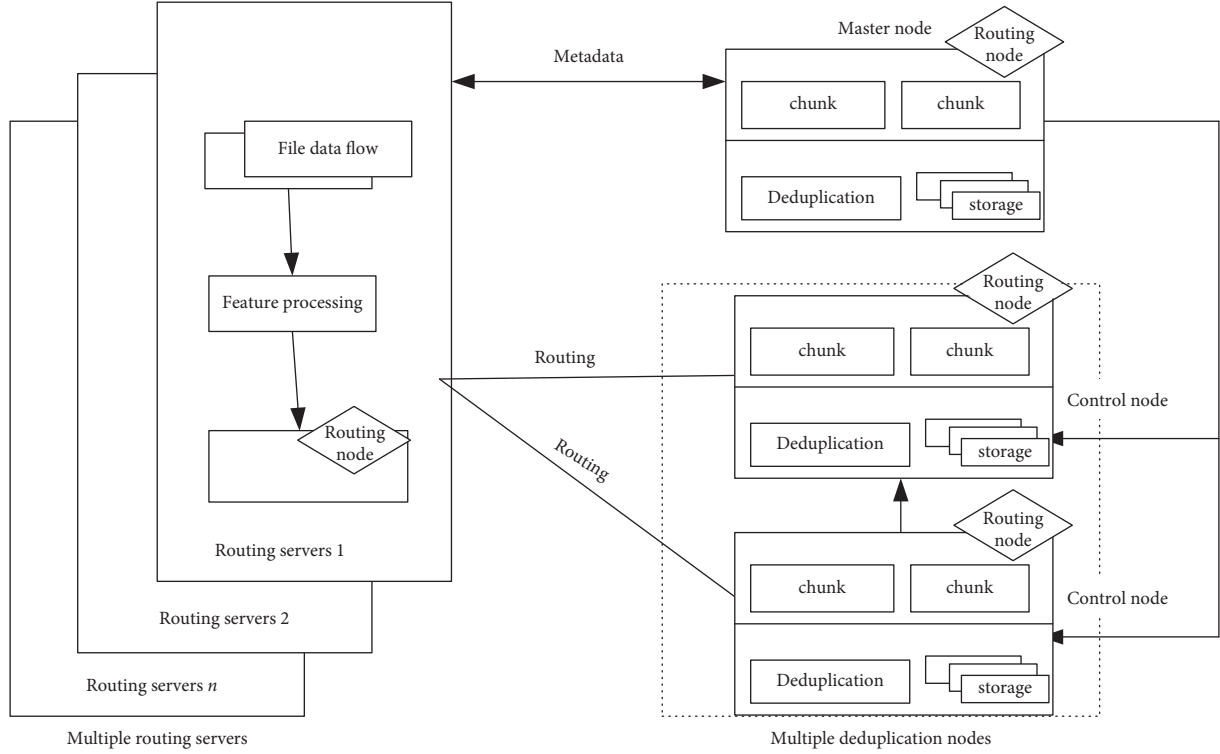 Master node
Routing
node
Metadata
chunk
chunk
File data flow
Deduplication
storage
Feature processing
Routing
node
chunk
chunk
Routing
Control node
Routing
node
Deduplication
storage
Routing
Routing
node
Routing servers 1
chunk
chunk
Control node
Routing servers 2
Deduplication
storage
Routing servers n
Multiple routing servers
Multiple deduplication nodes